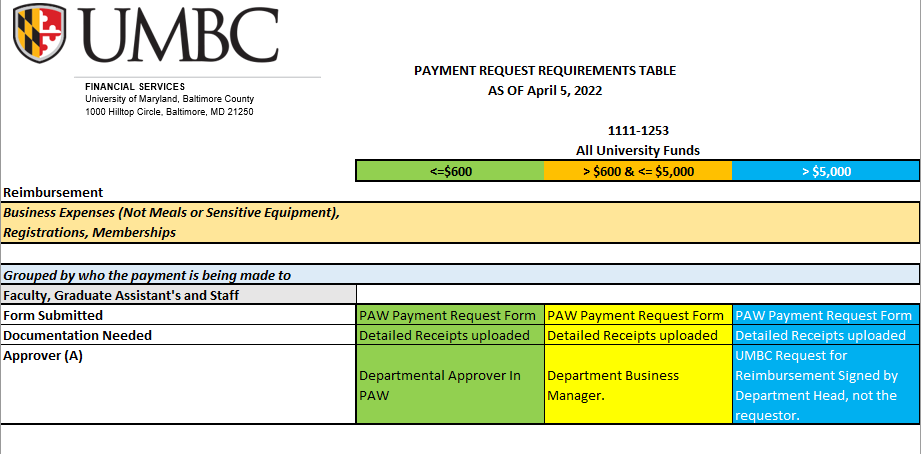 UMBC
FINANCIAL SERVICES
University of Maryland, Baltimore County
1000 Hilltop Circle, Baltimore, MD 21250
PAYMENT REQUEST REQUIREMENTS TABLE
AS OF April 5, 2022
1111-1253
All University Funds
<=$600 > $600 & <= $5,000 > $5,000
Reimbursement
Business Expenses (Not Meals or Sensitive Equipment),
Registrations, Memberships
Grouped by who the payment is being made to
Faculty, Graduate Assistant's and Staff
Form Submitted PAW Payment Request Form PAW Payment Request Form PAW Payment Request Form
Documentation Needed Detailed Receipts uploaded Detailed Receipts uploaded Detailed Receipts uploaded
Approver (A)
Departmental Approver In
PAW
Department Business
Manager.
UMBC Request for
Reimbursement Signed by
Department Head, not the
requestor.